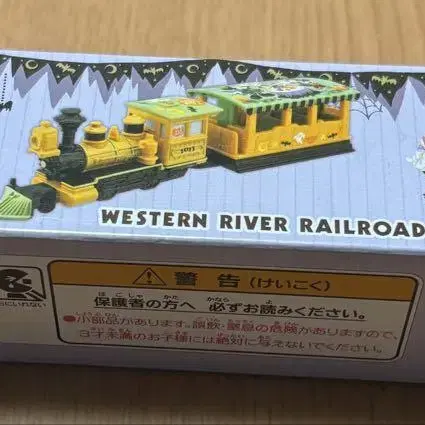 WESTERN RIVER RAILROAD
警告(けいこく)
保護者の方へ 必ずお読みください。
●小部品があります。誤飲・窒息の危険がありますので、
3才未満のお子様には絶対に与えないでください。